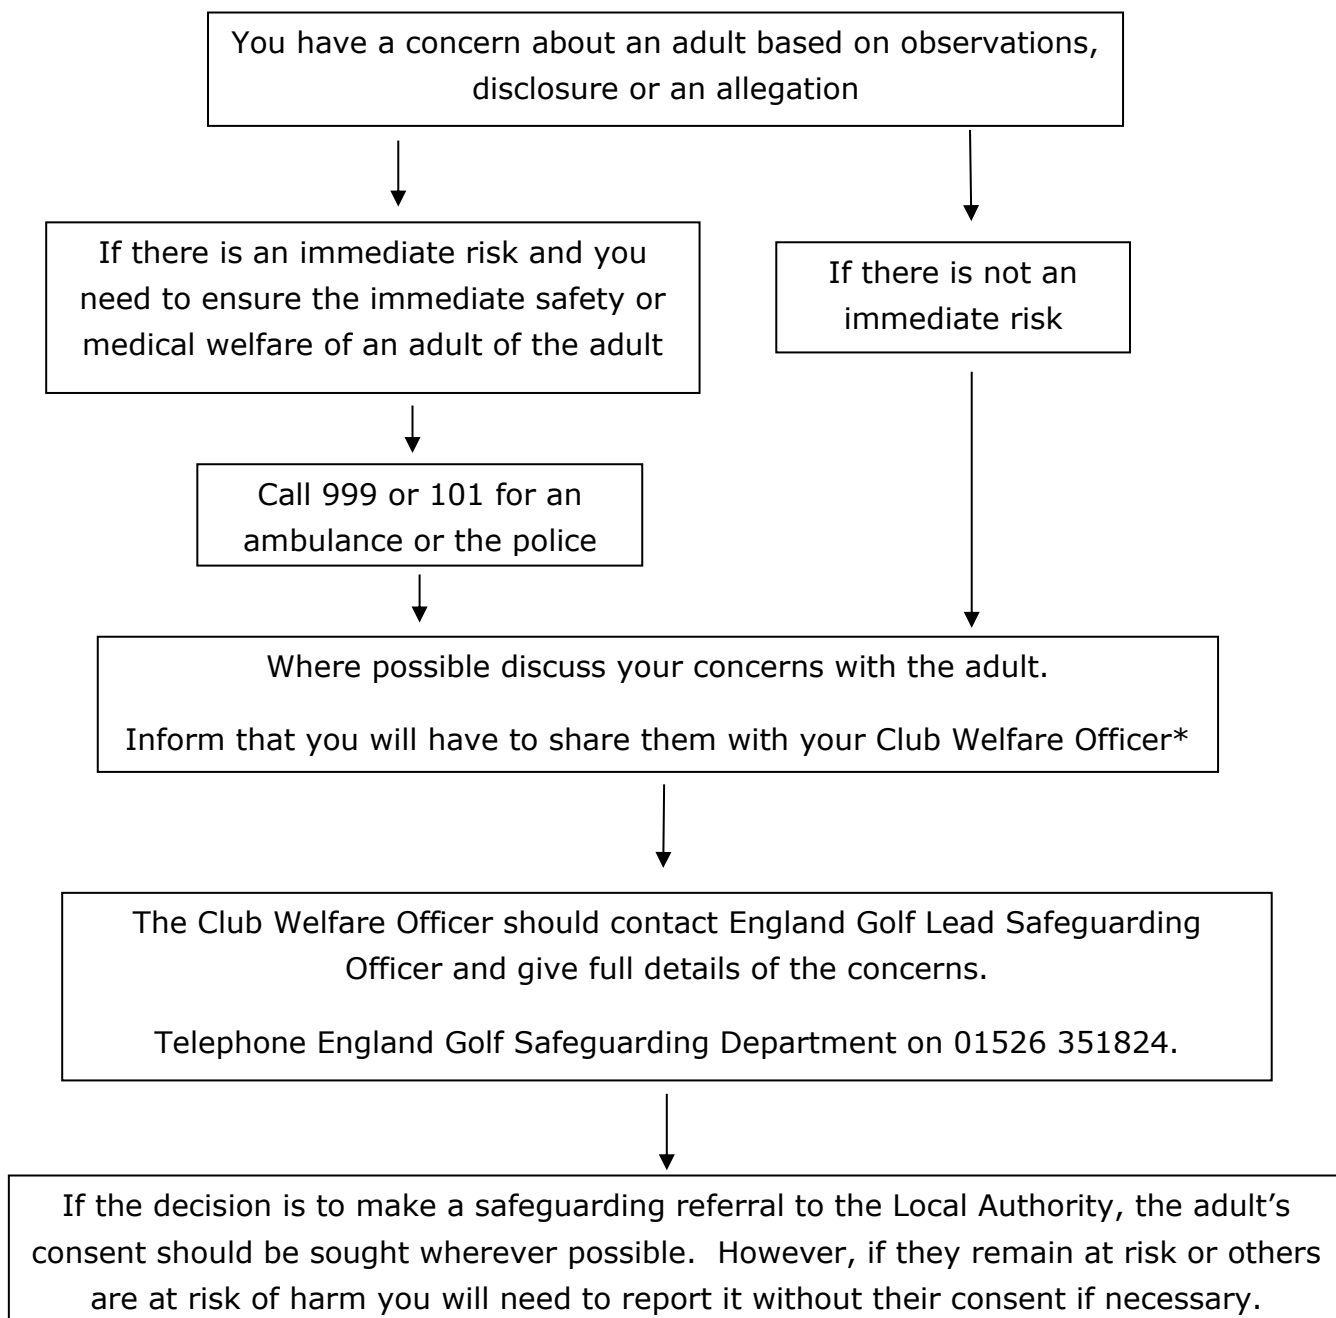 You have a concern about an adult based on observations,
disclosure or an allegation
If there is an immediate risk and you
need to ensure the immediate safety or
medical welfare of an adult of the adult
If there is not an
immediate risk
Call 999 or 101 for an
ambulance or the police
Where possible discuss your concerns with the adult.
Inform that you will have to share them with your Club Welfare Officer*
The Club Welfare Officer should contact England Golf Lead Safeguarding
Officer and give full details of the concerns.
Telephone England Golf Safeguarding Department on 01526 351824.
If the decision is to make a safeguarding referral to the Local Authority, the adult’s
consent should be sought wherever possible.  However, if they remain at risk or others
are at risk of harm you will need to report it without their consent if necessary.